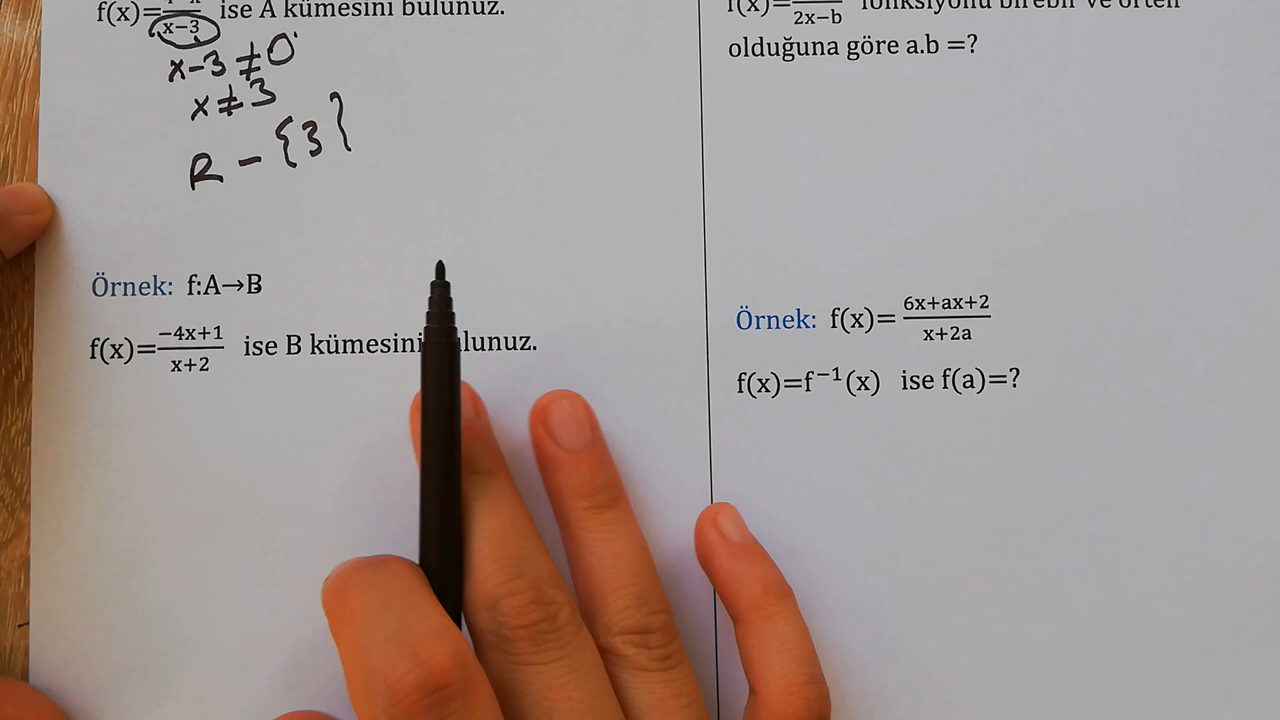 f(x)= x-3 ise A kümesini bulunuz.
x-3≠0
x≠3
R-{3}
Örnek: f:A→B
f(x)=-4x+1/x+2 ise B kümesini
2x-b
olduğuna göre a.b =?
Örnek: f(x)=6x+ax+2/x+2a
f(x)=f⁻¹(x) ise f(a)=?